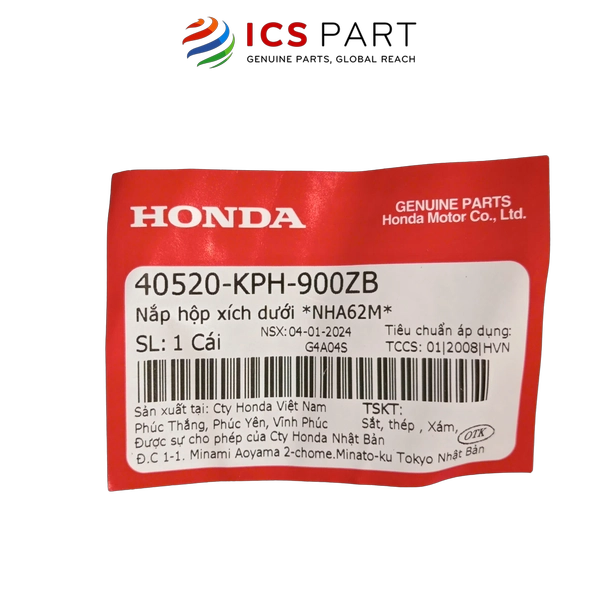 ICS PART
GENUINE PARTS, GLOBAL REACH
HONDA
GENUINE PARTS
Honda Motor Co., Ltd.
40520-KPH-900ZB
Nắp hộp xích dưới *NHA62M*
SL: 1 Cái
NSX: 04-01-2024
G4A04S
Tiêu chuẩn áp dụng:
TCCS: 01|2008|HVN
Sản xuất tại: Cty Honda Việt Nam
Phúc Thắng, Phúc Yên, Vĩnh Phúc
Được sự cho phép của Cty Honda Nhật Bản
Đ.C 1-1. Minami Aoyama 2-chome.Minato-ku Tokyo Nhật Bản
TSKT:
Sắt, thép , Xám,
OTK